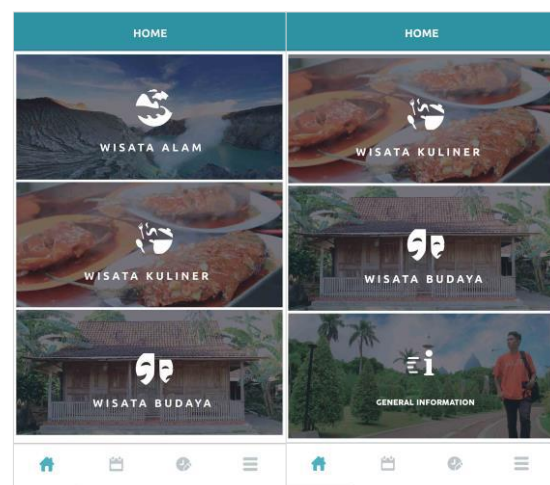 HOME
WISATA ALAM
WISATA KULINER
WISATA BUDAYA
HOME
WISATA KULINER
WISATA BUDAYA
GENERAL INFORMATION